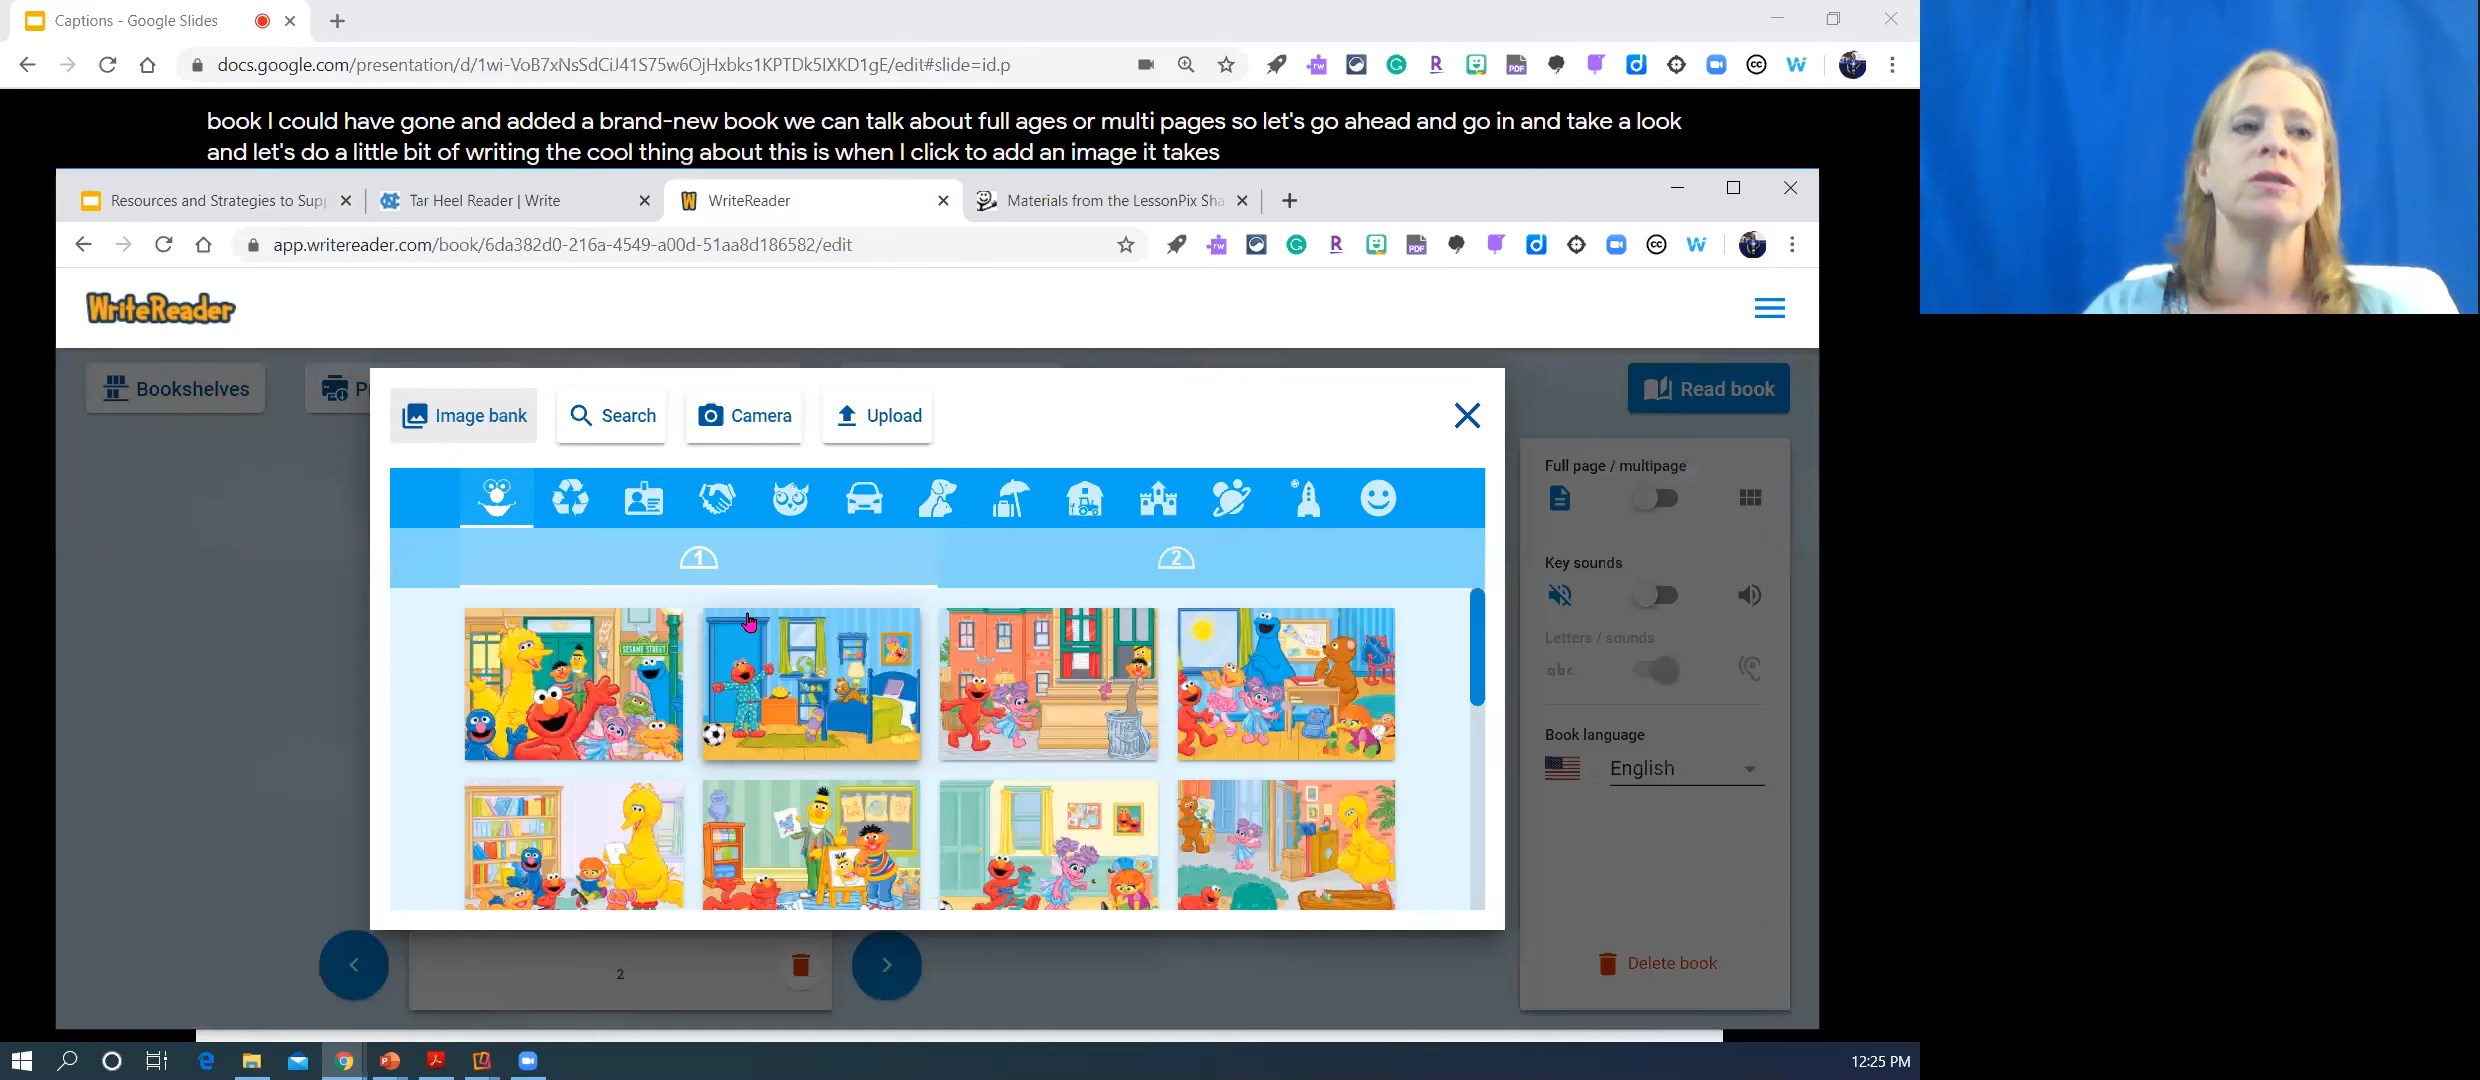 Captions - Google Slides
docs.google.com/presentation/d/1wi-VoB7xNsSdCiJ41S75w6OjHxbks1KPTDk5IXKD1gE/edit#slide=id.p
book I could have gone and added a brand-new book we can talk about full ages or multi pages so let's go ahead and go in and take a look
and let's do a little bit of writing the cool thing about this is when I click to add an image it takes
Resources and Strategies to Sup
Tar Heel Reader | Write
WriteReader
Materials from the LessonPix Sha
app.writereader.com/book/6da382d0-216a-4549-a00d-51aa8d186582/edit
WriteReader
Bookshelves
P
Read book
Image bank
Search
Camera
Upload
Full page / multipage
1
2
Key sounds
SESAME STREET
Letters / sounds
abc
Book language
English
2
Delete book
12:25 PM